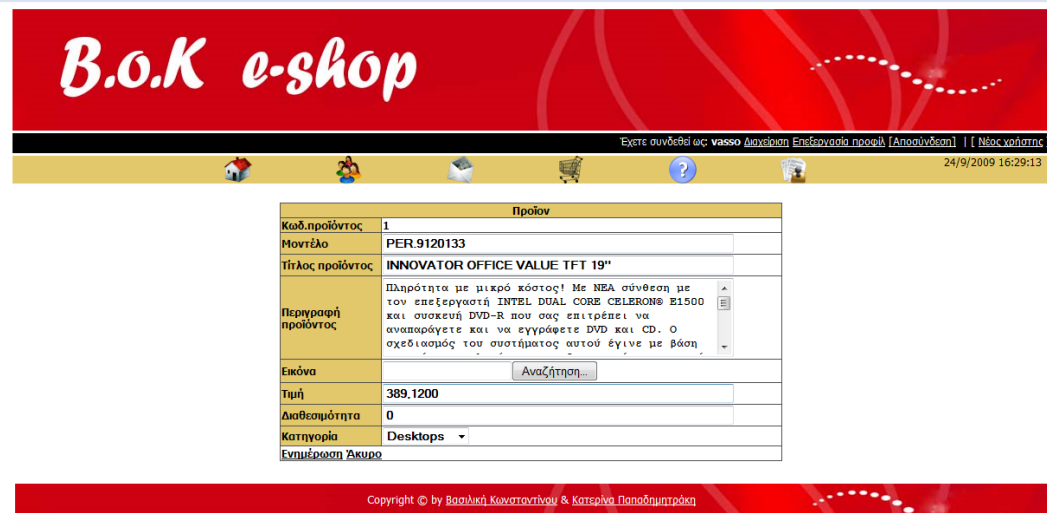 B.o.K e-shop
Έχετε συνδεθεί ως: vasso Διαχείριση Επεξεργασία προφίλ [Αποσύνδεση] | [ Νέος χρήστης
24/9/2009 16:29:13
Προϊον
Κωδ.προϊόντος 1
Μοντέλο PER.9120133
Τίτλος προϊόντος INNOVATOR OFFICE VALUE TFT 19''
Περιγραφή προϊόντος
Πληρότητα με μικρό κόστος! Με ΝΕΑ σύνθεση με
τον επεξεργαστή INTEL DUAL CORE CELERON® E1500
και συσκευή DVD-R που σας επιτρέπει να
αναπαράγετε και να εγγράφετε DVD και CD. Ο
σχεδιασμός του συστήματος αυτού έγινε με βάση
Εικόνα Αναζήτηση...
Τιμή 389,1200
Διαθεσιμότητα 0
Κατηγορία Desktops
Ενημέρωση Άκυρο
Copyright © by Βασιλική Κωνσταντίνου & Κατερίνα Παπαδημητράκη